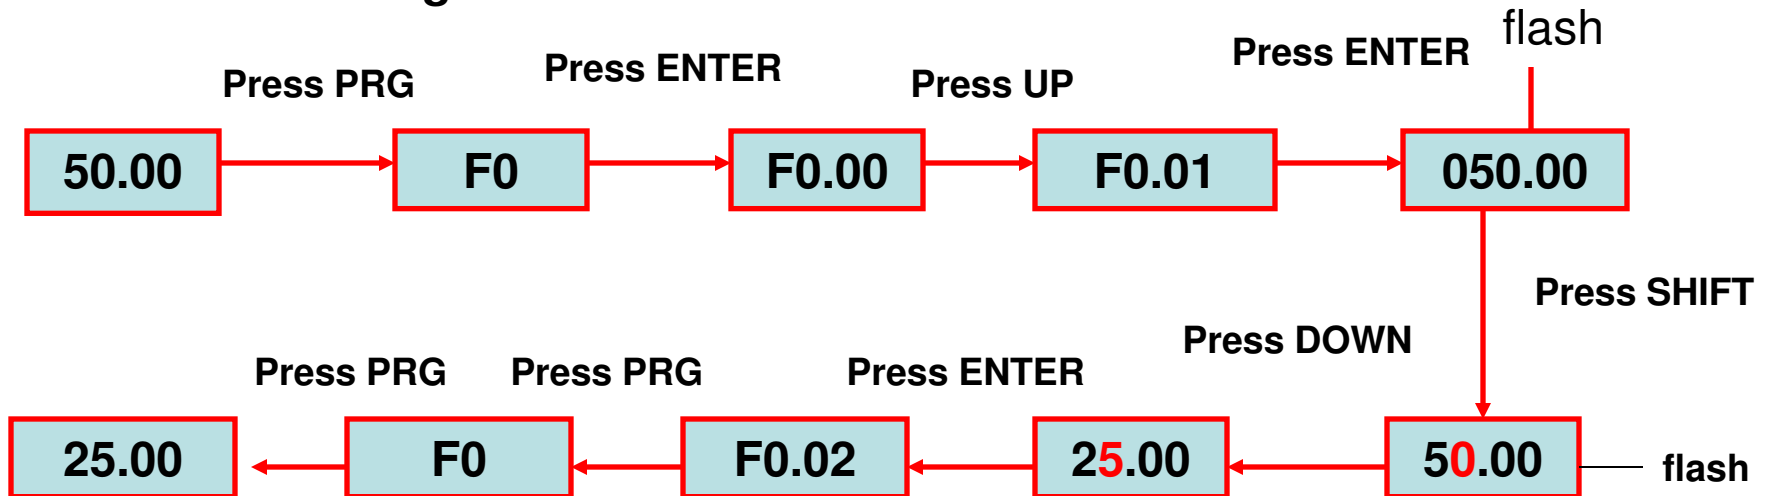 flash
Press PRG
Press ENTER
Press UP
Press ENTER
50.00
F0
F0.00
F0.01
050.00
Press SHIFT
Press DOWN
Press PRG
Press PRG
Press ENTER
25.00
F0
F0.02
25.00
50.00
flash